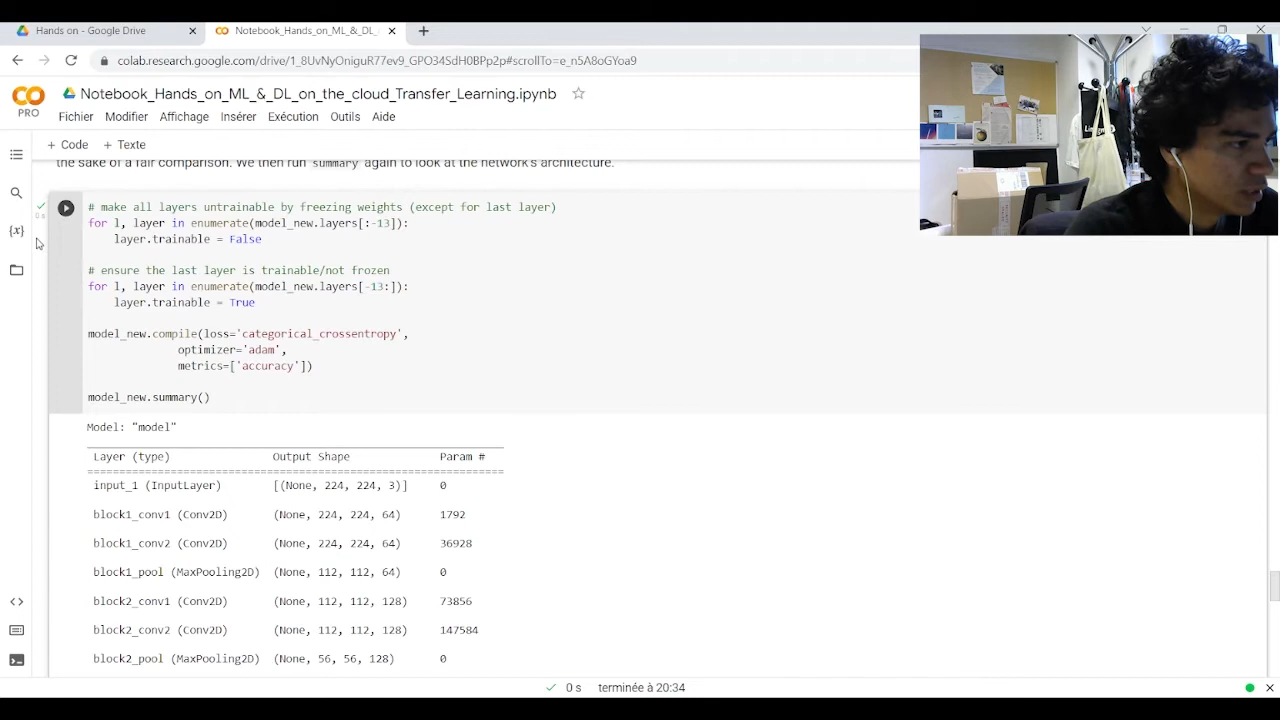 Hands on - Google Drive
Notebook_Hands_on_ML_&_DL_
colab.research.google.com/drive/1_8UvNyOniguR77ev9_GPO34SdH0BPp2p#scrollTo=e_n5A8oGYoa9
Notebook_Hands_on_ML_&_DL_on_the_cloud_Transfer_Learning.ipynb
PRO
Fichier Modifier Affichage Insérer Exécution Outils Aide
+ Code + Texte
the sake of a fair comparison. We then run summary again to look at the network's architecture.
0s
{x}
# make all layers untrainable by freezing weights (except for last layer)
for l, layer in enumerate(model_new.layers[:-13]):
layer.trainable = False
# ensure the last layer is trainable/not frozen
for l, layer in enumerate(model_new.layers[-13:]):
layer.trainable = True
model_new.compile(loss='categorical_crossentropy',
optimizer='adam',
metrics=['accuracy'])
model_new.summary()
Model: "model"
Layer (type) Output Shape Param #
input_1 (InputLayer) [(None, 224, 224, 3)] 0
block1_conv1 (Conv2D) (None, 224, 224, 64) 1792
block1_conv2 (Conv2D) (None, 224, 224, 64) 36928
block1_pool (MaxPooling2D) (None, 112, 112, 64) 0
block2_conv1 (Conv2D) (None, 112, 112, 128) 73856
block2_conv2 (Conv2D) (None, 112, 112, 128) 147584
block2_pool (MaxPooling2D) (None, 56, 56, 128) 0
0 s terminée à 20:34